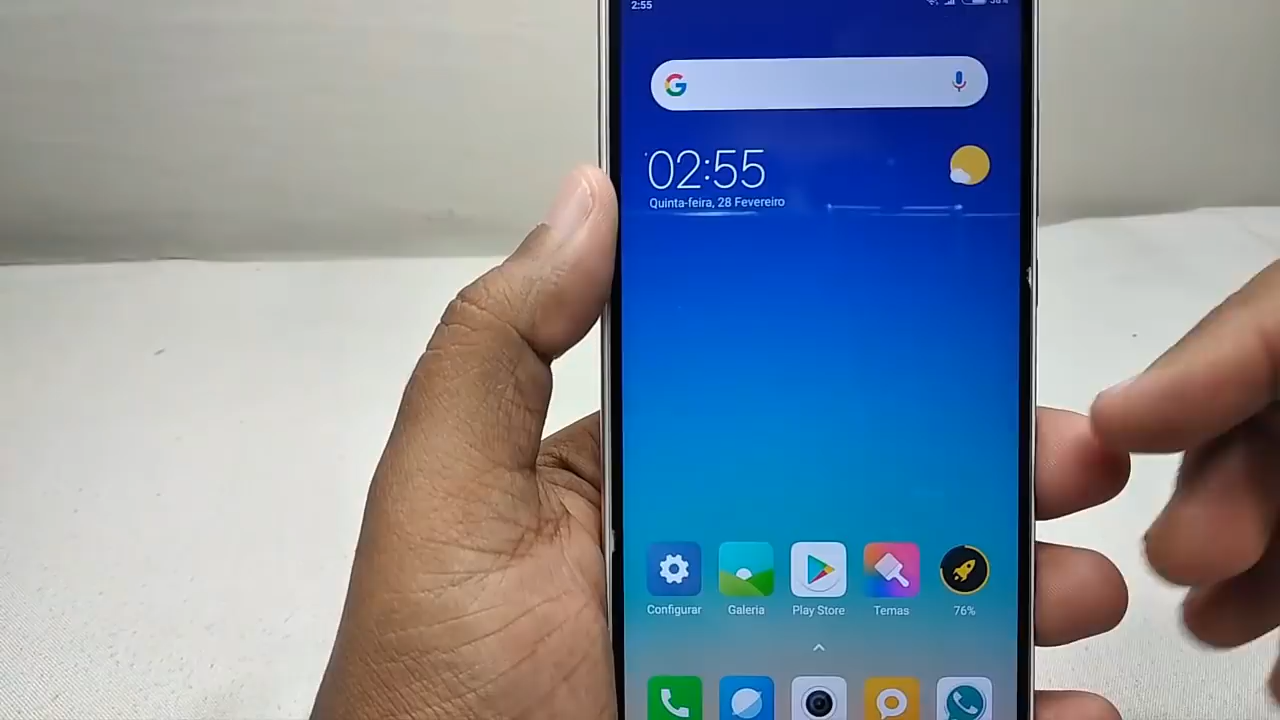 2:55
02:55
Quinta-feira, 28 Fevereiro
Configurar
Galeria
Play Store
Temas
76%